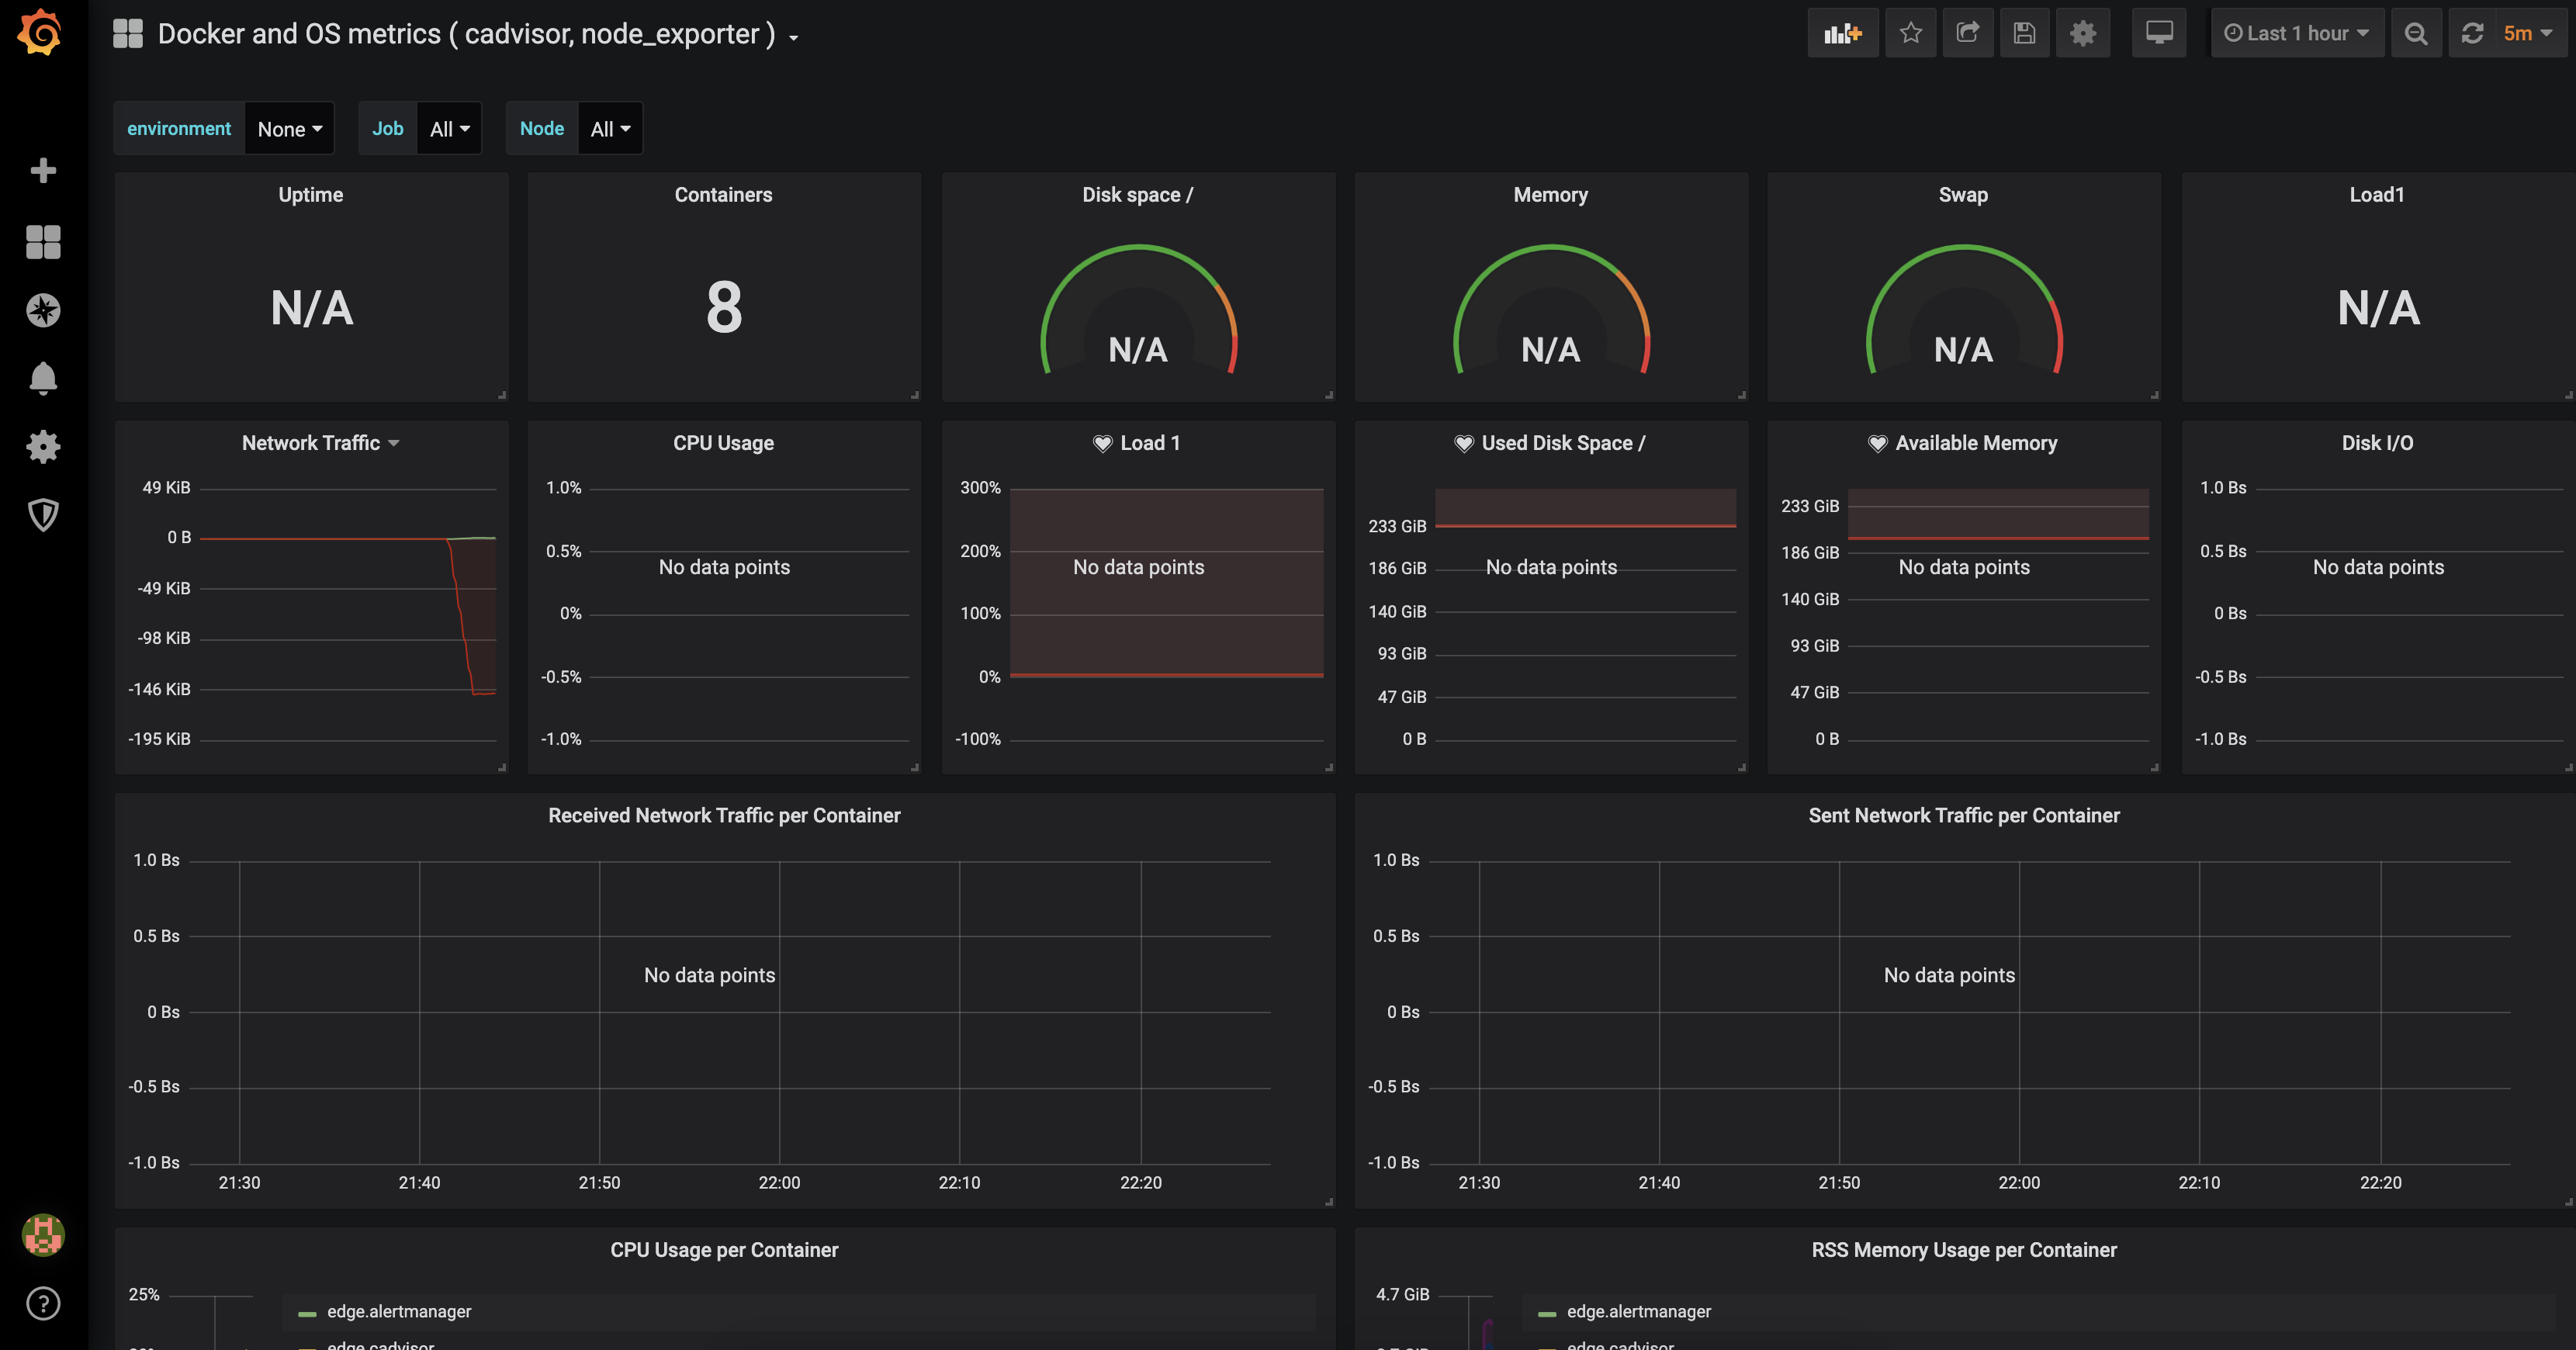 Docker and OS metrics ( cadvisor, node_exporter )
Last 1 hour
5m
environment None Job All Node All
Uptime
N/A
Containers
8
Disk space /
N/A
Memory
N/A
Swap
N/A
Load1
N/A
Network Traffic
49 KiB
0 B
-49 KiB
-98 KiB
-146 KiB
-195 KiB
CPU Usage
1.0%
0.5%
No data points
0%
-0.5%
-1.0%
Load 1
300%
200%
No data points
100%
0%
-100%
Used Disk Space /
233 GiB
No data points
186 GiB
140 GiB
93 GiB
47 GiB
0 B
Available Memory
233 GiB
186 GiB
No data points
140 GiB
93 GiB
47 GiB
0 B
Disk I/O
1.0 Bs
0.5 Bs
No data points
0 Bs
-0.5 Bs
-1.0 Bs
Received Network Traffic per Container
1.0 Bs
0.5 Bs
No data points
0 Bs
-0.5 Bs
-1.0 Bs
21:30 21:40 21:50 22:00 22:10 22:20
Sent Network Traffic per Container
1.0 Bs
0.5 Bs
No data points
0 Bs
-0.5 Bs
-1.0 Bs
21:30 21:40 21:50 22:00 22:10 22:20
CPU Usage per Container
25%
edge.alertmanager
edge.cadvisor
RSS Memory Usage per Container
4.7 GiB
edge.alertmanager
edge.cadvisor